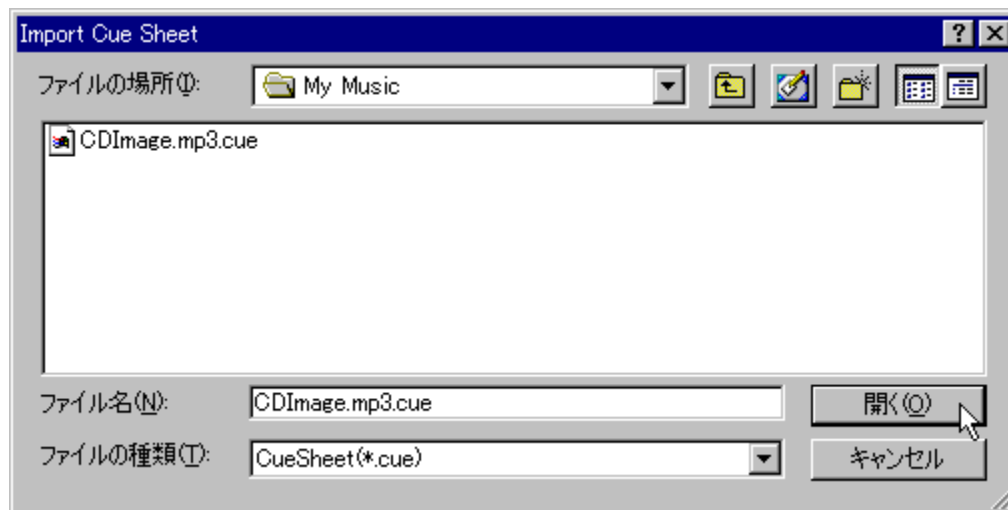 Import Cue Sheet
ファイルの場所(I): My Music
CDImage.mp3.cue
ファイル名(N): CDImage.mp3.cue 開く(O)
ファイルの種類(T): CueSheet(*.cue) キャンセル